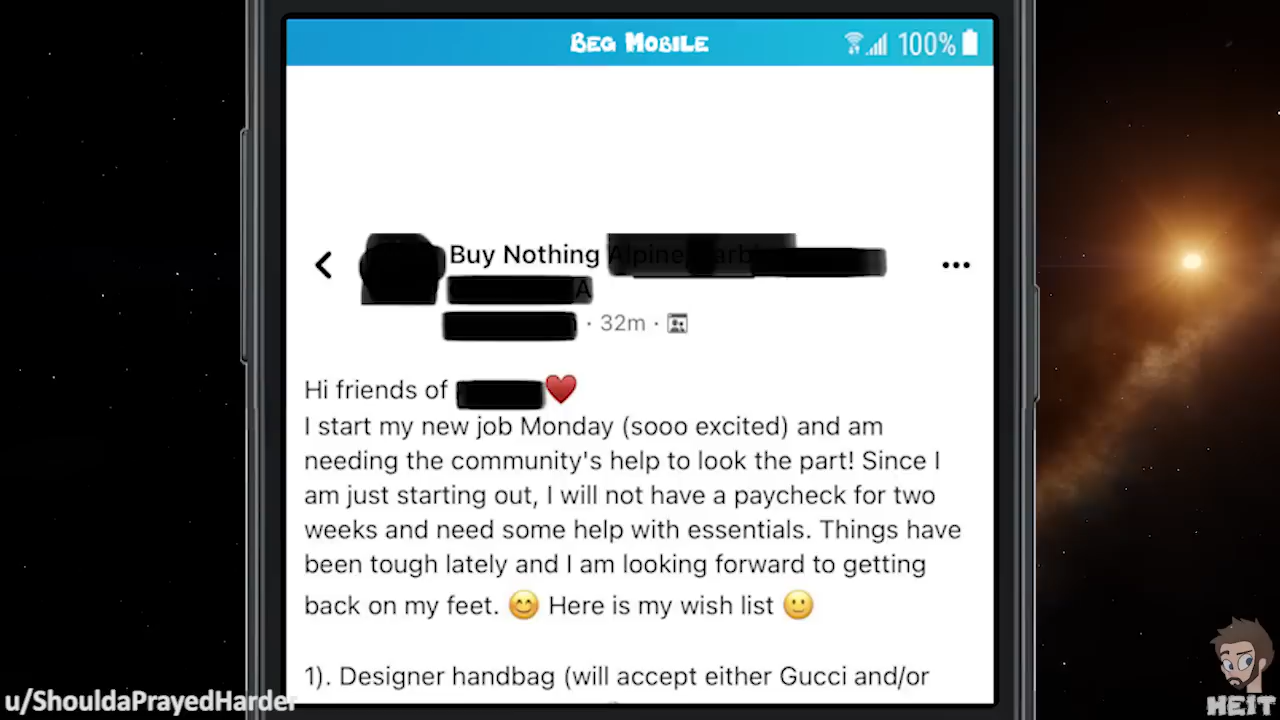 BEG MOBILE
100%
Buy Nothing
A
· 32m ·
Hi friends of ❤️
I start my new job Monday (sooo excited) and am
needing the community's help to look the part! Since I
am just starting out, I will not have a paycheck for two
weeks and need some help with essentials. Things have
been tough lately and I am looking forward to getting
back on my feet. 😊 Here is my wish list 🙂
1). Designer handbag (will accept either Gucci and/or
u/ShouldaPrayedHarder
HEIT